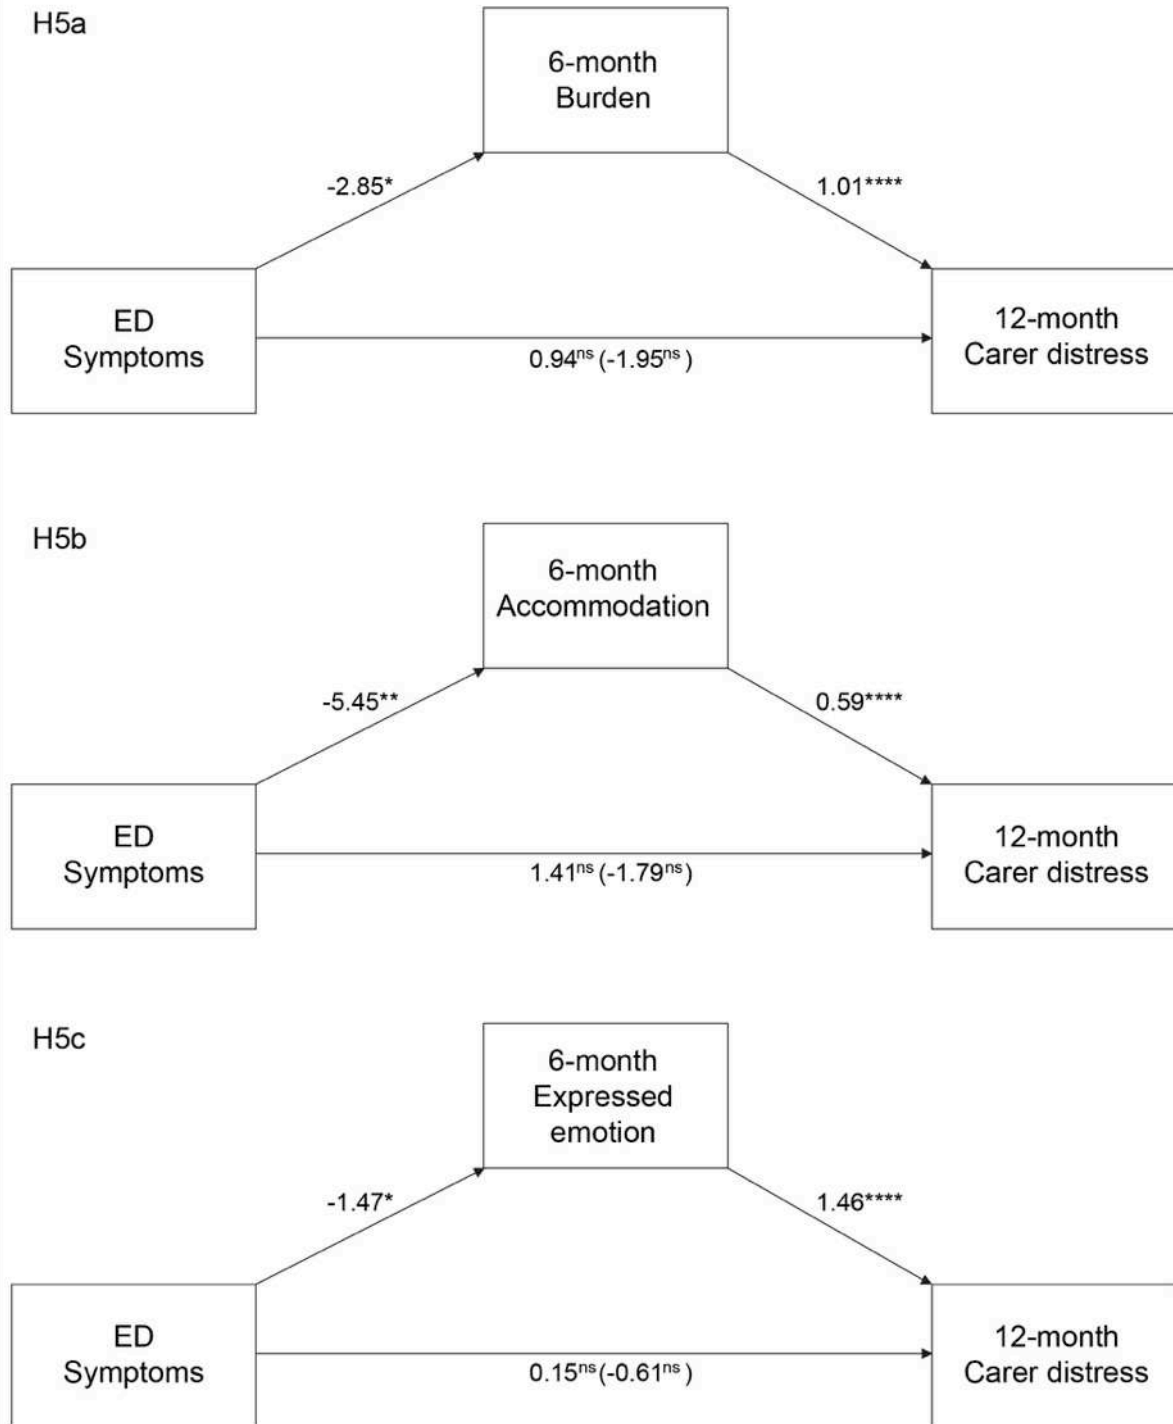 H5a
6-month
Burden
-2.85*
1.01****
ED
Symptoms
12-month
Carer distress
0.94ns (-1.95ns)
H5b
6-month
Accommodation
-5.45**
0.59****
ED
Symptoms
12-month
Carer distress
1.41ns (-1.79ns)
H5c
6-month
Expressed
emotion
-1.47*
1.46****
ED
Symptoms
12-month
Carer distress
0.15ns (-0.61ns)